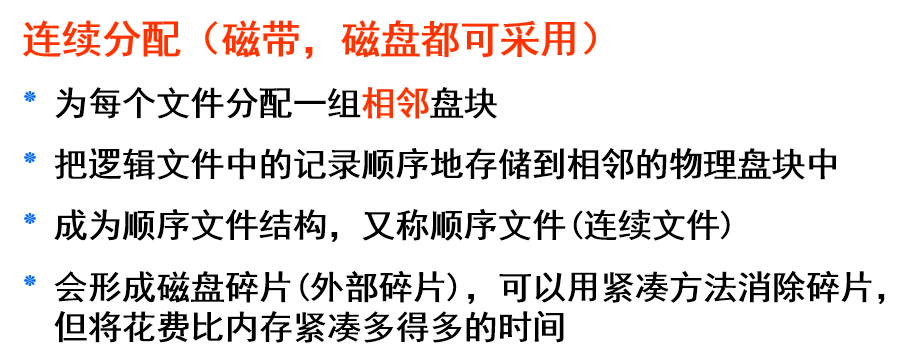 连续分配（磁带，磁盘都可采用）
* 为每个文件分配一组相邻盘块
* 把逻辑文件中的记录顺序地存储到相邻的物理盘块中
* 成为顺序文件结构，又称顺序文件(连续文件)
* 会形成磁盘碎片(外部碎片)，可以用紧凑方法消除碎片，
但将花费比内存紧凑多得多的时间